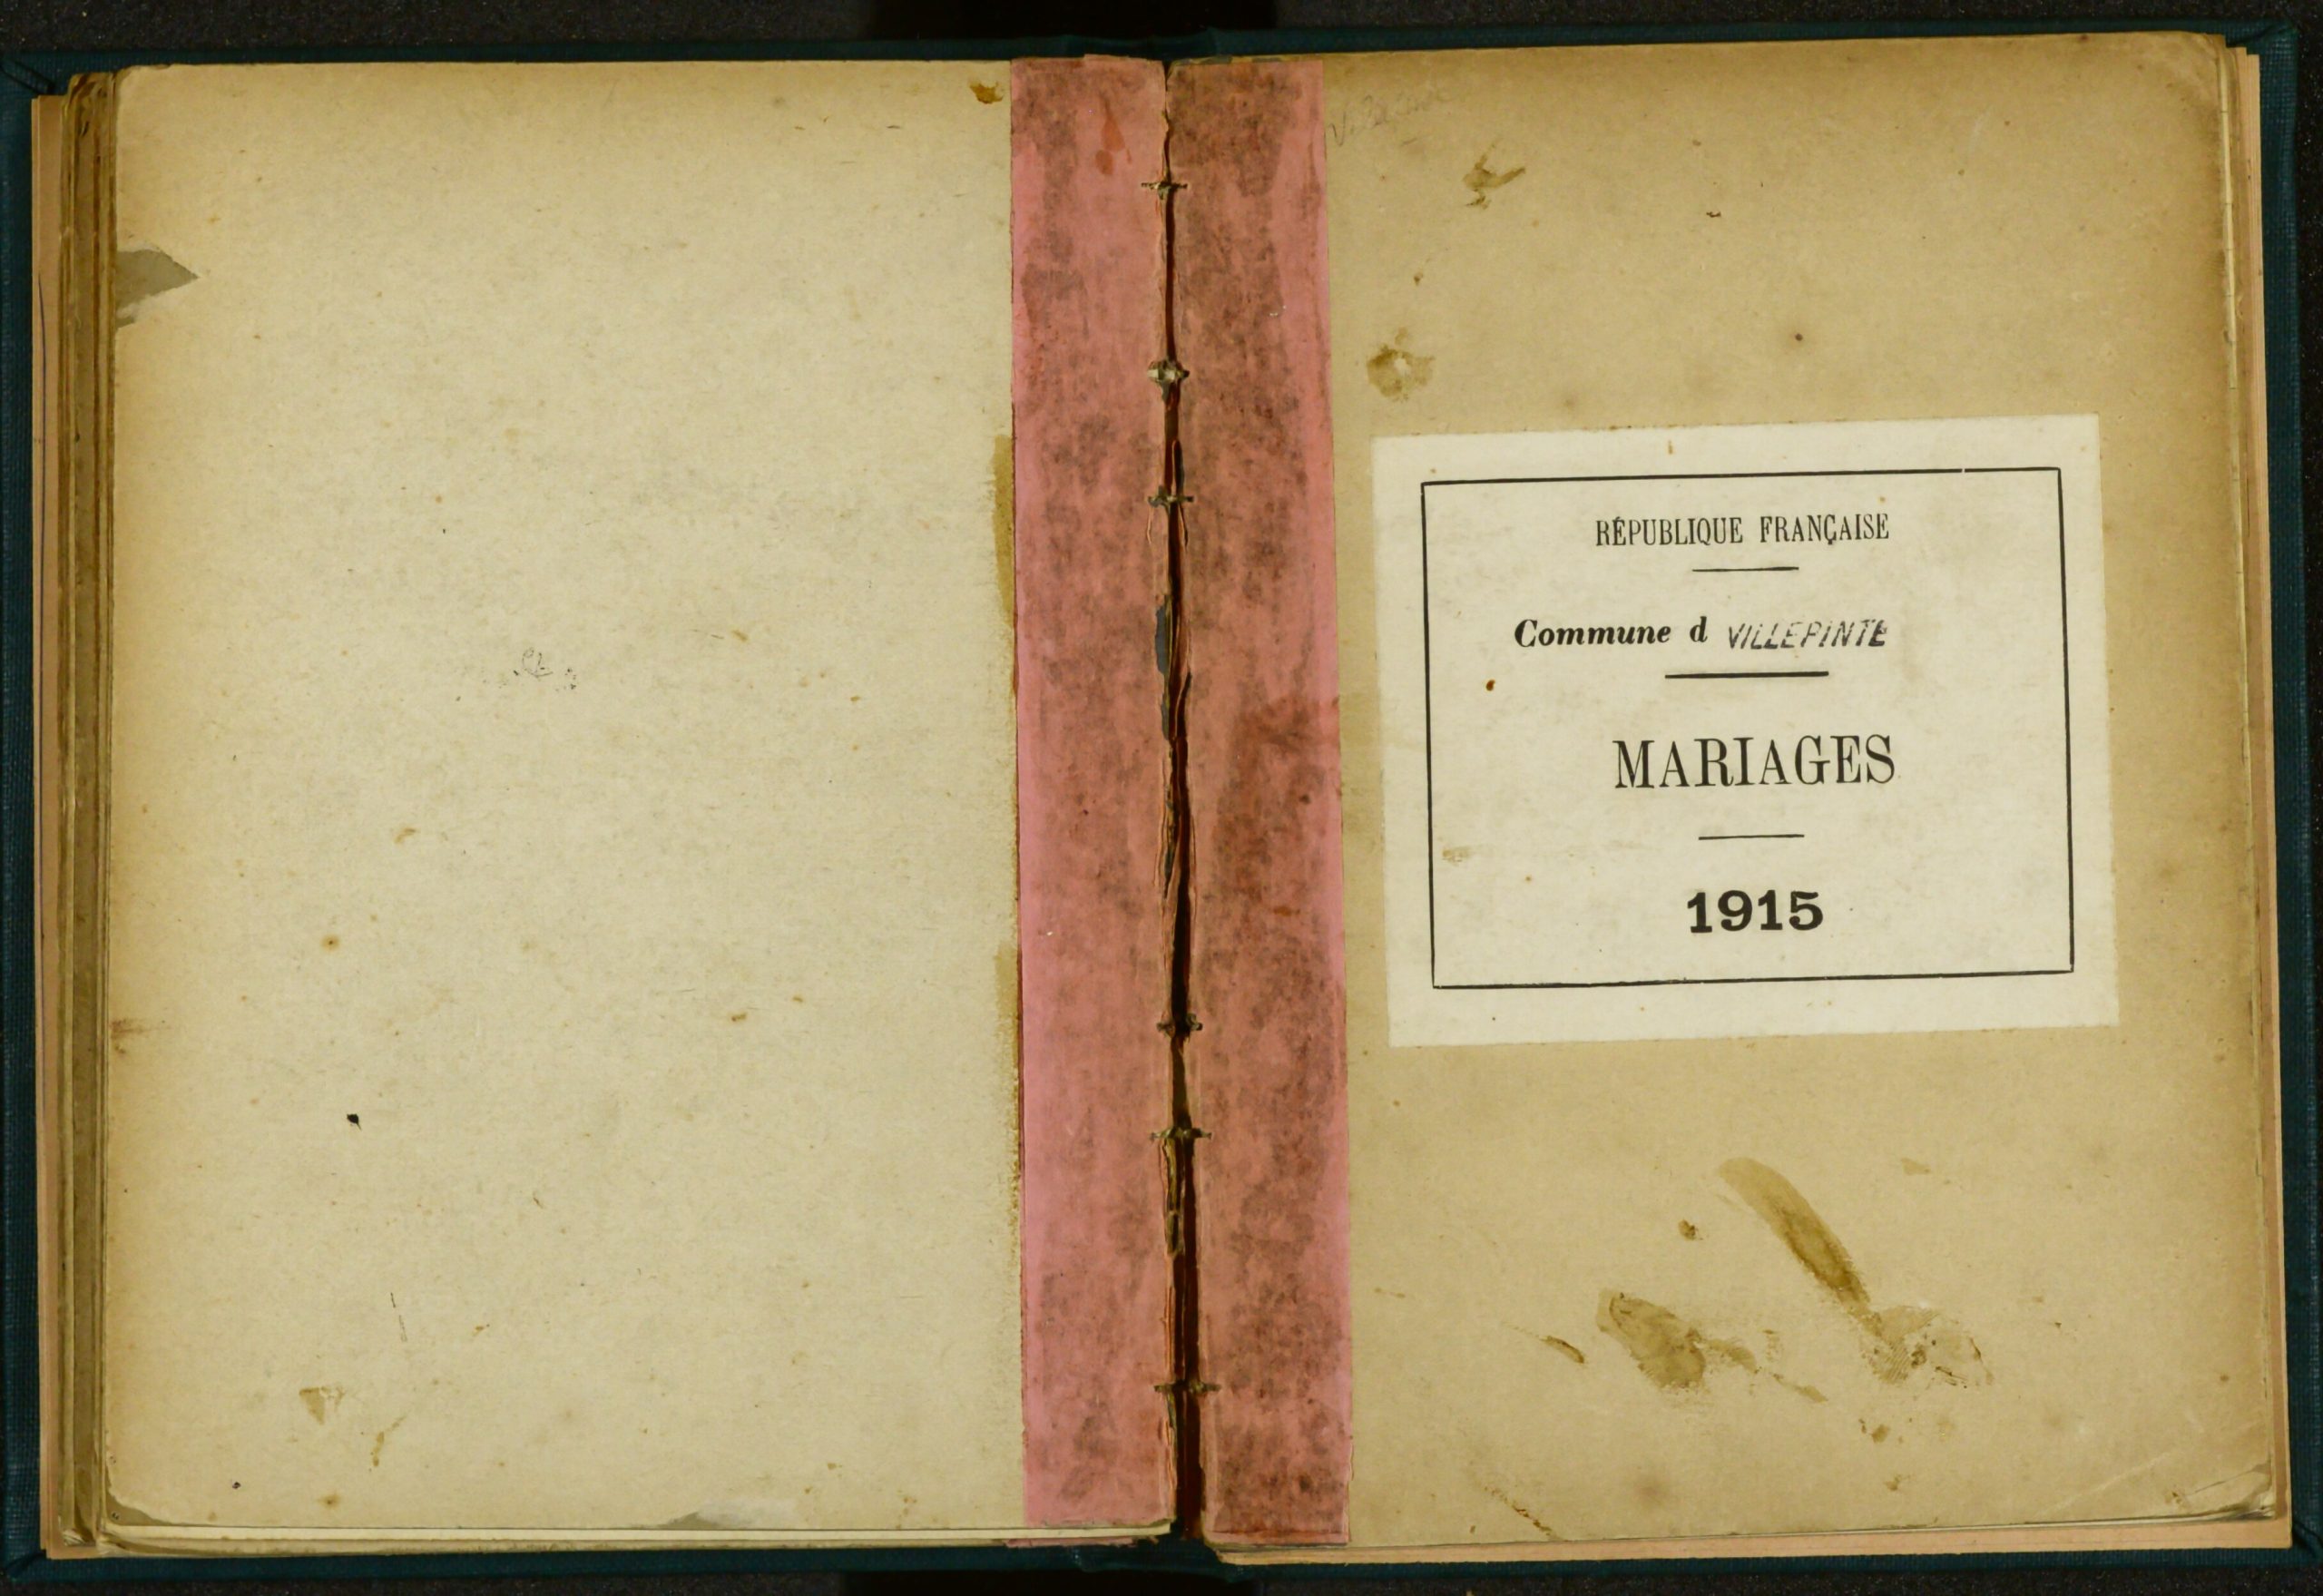 RÉPUBLIQUE FRANÇAISE
Commune d VILLEPINTE
MARIAGES
1915